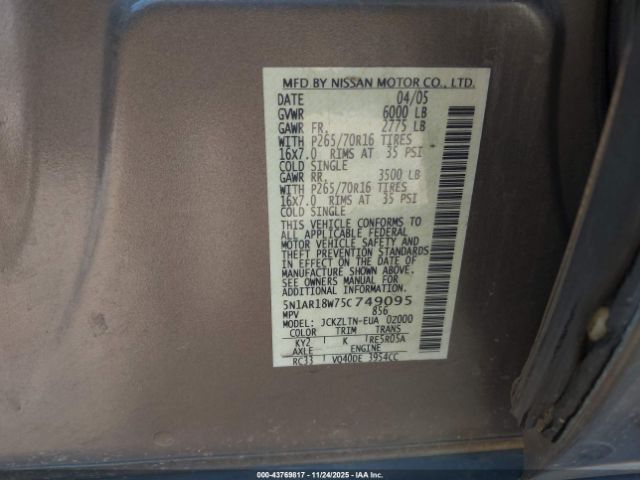 MFD BY NISSAN MOTOR CO., LTD.
DATE 04/05
GVWR 6000 LB
GAWR FR, 2775 LB
WITH P265/70R16 TIRES
16X7.0 RIMS AT 35 PSI
COLD SINGLE
GAWR RR, 3500 LB
WITH P265/70R16 TIRES
16X7.0 RIMS AT 35 PSI
COLD SINGLE
THIS VEHICLE CONFORMS TO
ALL APPLICABLE FEDERAL
MOTOR VEHICLE SAFETY AND
THEFT PREVENTION STANDARDS
IN EFFECT ON THE DATE OF
MANUFACTURE SHOWN ABOVE.
SEE OWNER'S MANUAL FOR
ADDITIONAL INFORMATION
5N1AR18W75C749095
MPV 856
MODEL: JCKZLTN-EUA 0Z000
COLOR TRIM TRANS
KY2 K RE5R05A
AXLE ENGINE
RC33 VQ40DE 3954CC
000-43769817 - 11/24/2025 - IAAI.COM